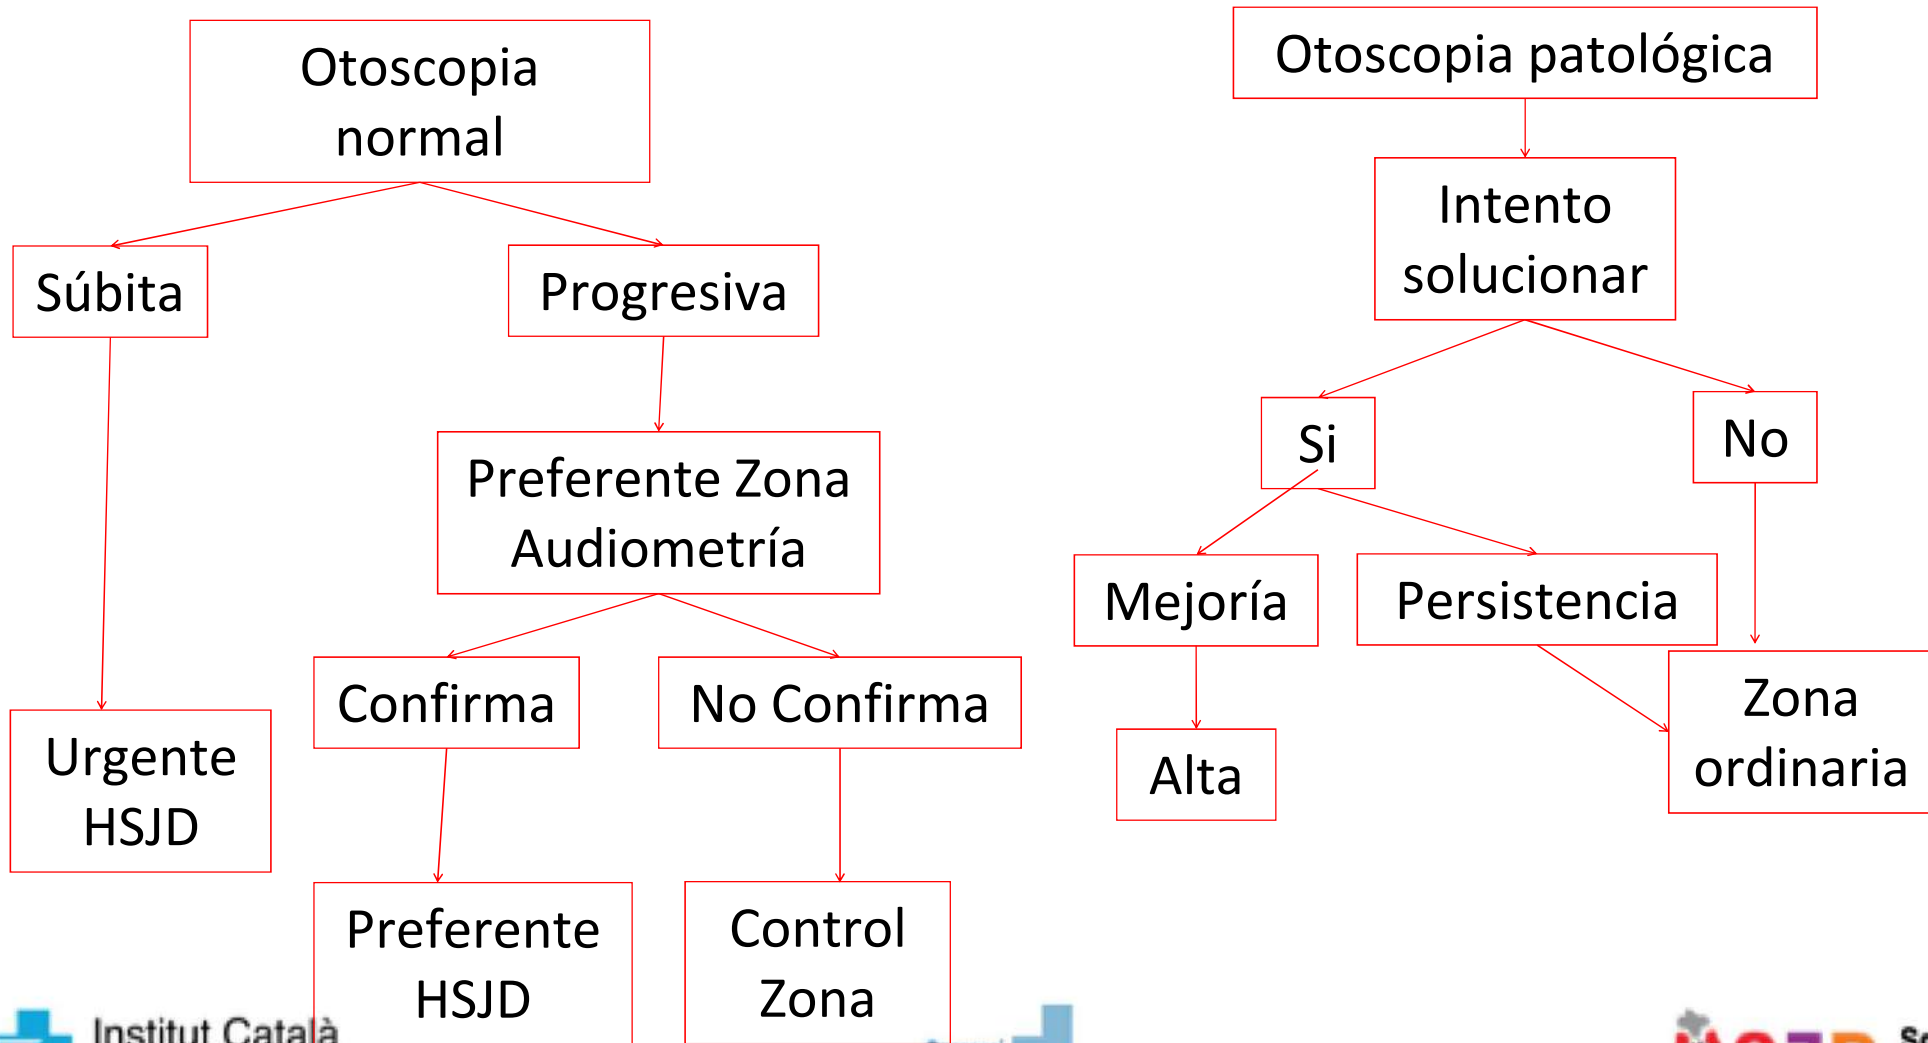 Otoscopia
normal
Súbita
Progresiva
Preferente Zona
Audiometría
Confirma
No Confirma
Urgente
HSJD
Preferente
HSJD
Control
Zona
Otoscopia patológica
Intento
solucionar
Si
No
Mejoría
Persistencia
Alta
Zona
ordinaria
Institut Català